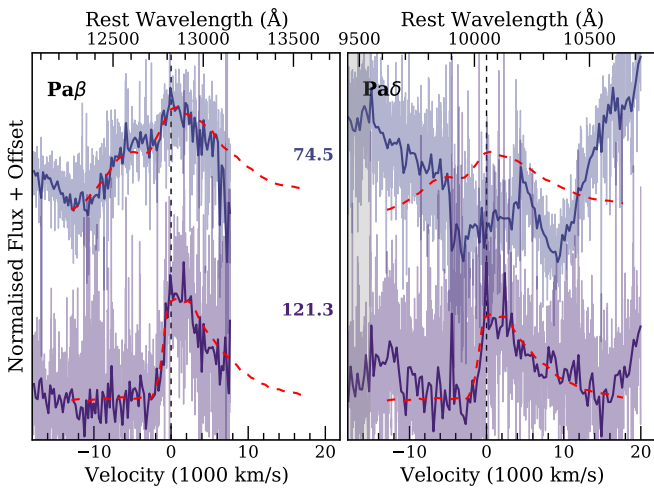 Rest Wavelength (Å)
Rest Wavelength (Å)
12500 13000 13500
9500 10000 10500
Paβ
Paδ
74.5
121.3
Normalised Flux + Offset
−10 0 10 20
−10 0 10 20
Velocity (1000 km/s)
Velocity (1000 km/s)